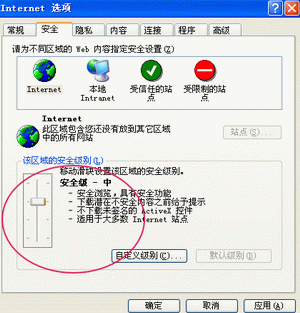 Internet 选项
常规 安全 隐私 内容 连接 程序 高级
请为不同区域的 Web 内容指定安全设置(Z)
Internet 本地 Intranet 受信任的站点 受限制的站点
Internet
此区域包含您还没有放到其它区域
中的所有网站
站点(S)...
该区域的安全级别(L)
移动滑块设置该区域的安全级别。
安全级 - 中
- 安全浏览，具有安全功能
- 下载潜在不安全内容之前给予提示
- 不下载未签名的 ActiveX 控件
- 适用于大多数 Internet 站点
自定义级别(C)... 默认级别(D)
确定 取消 应用(A)